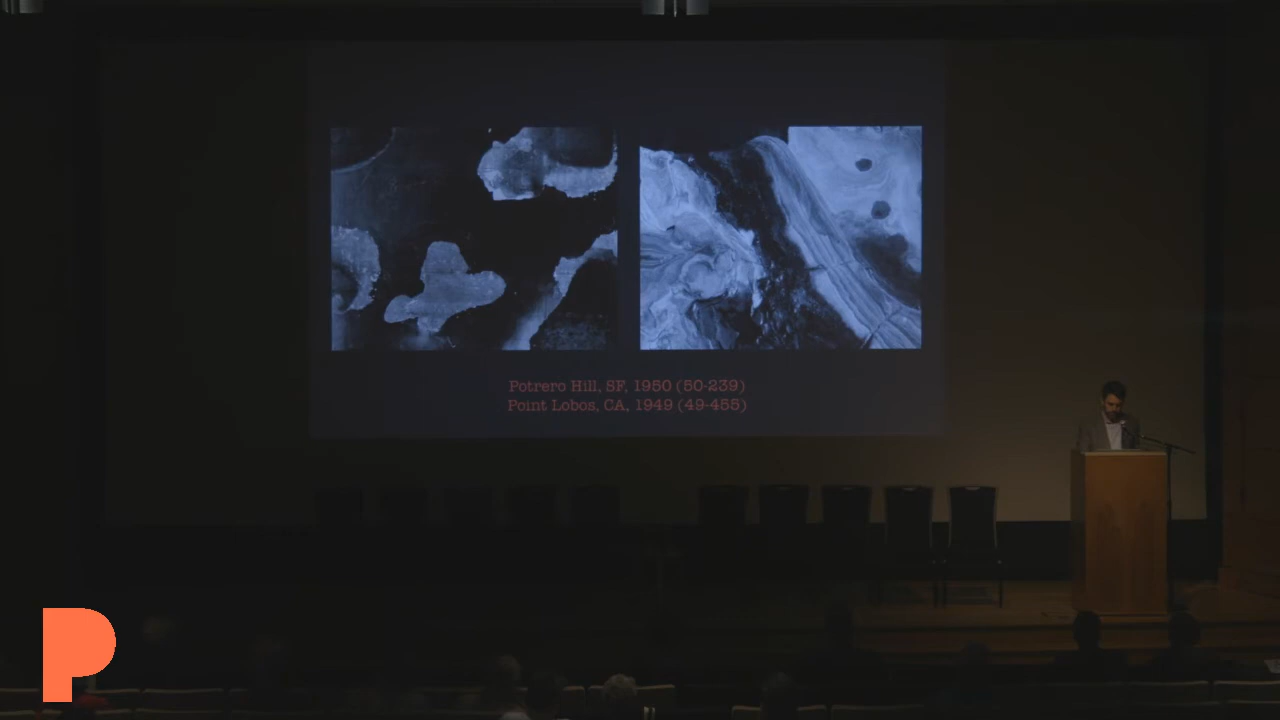 Potrero Hill, SF, 1950 (50-239)
Point Lobos, CA, 1949 (49-455)
P